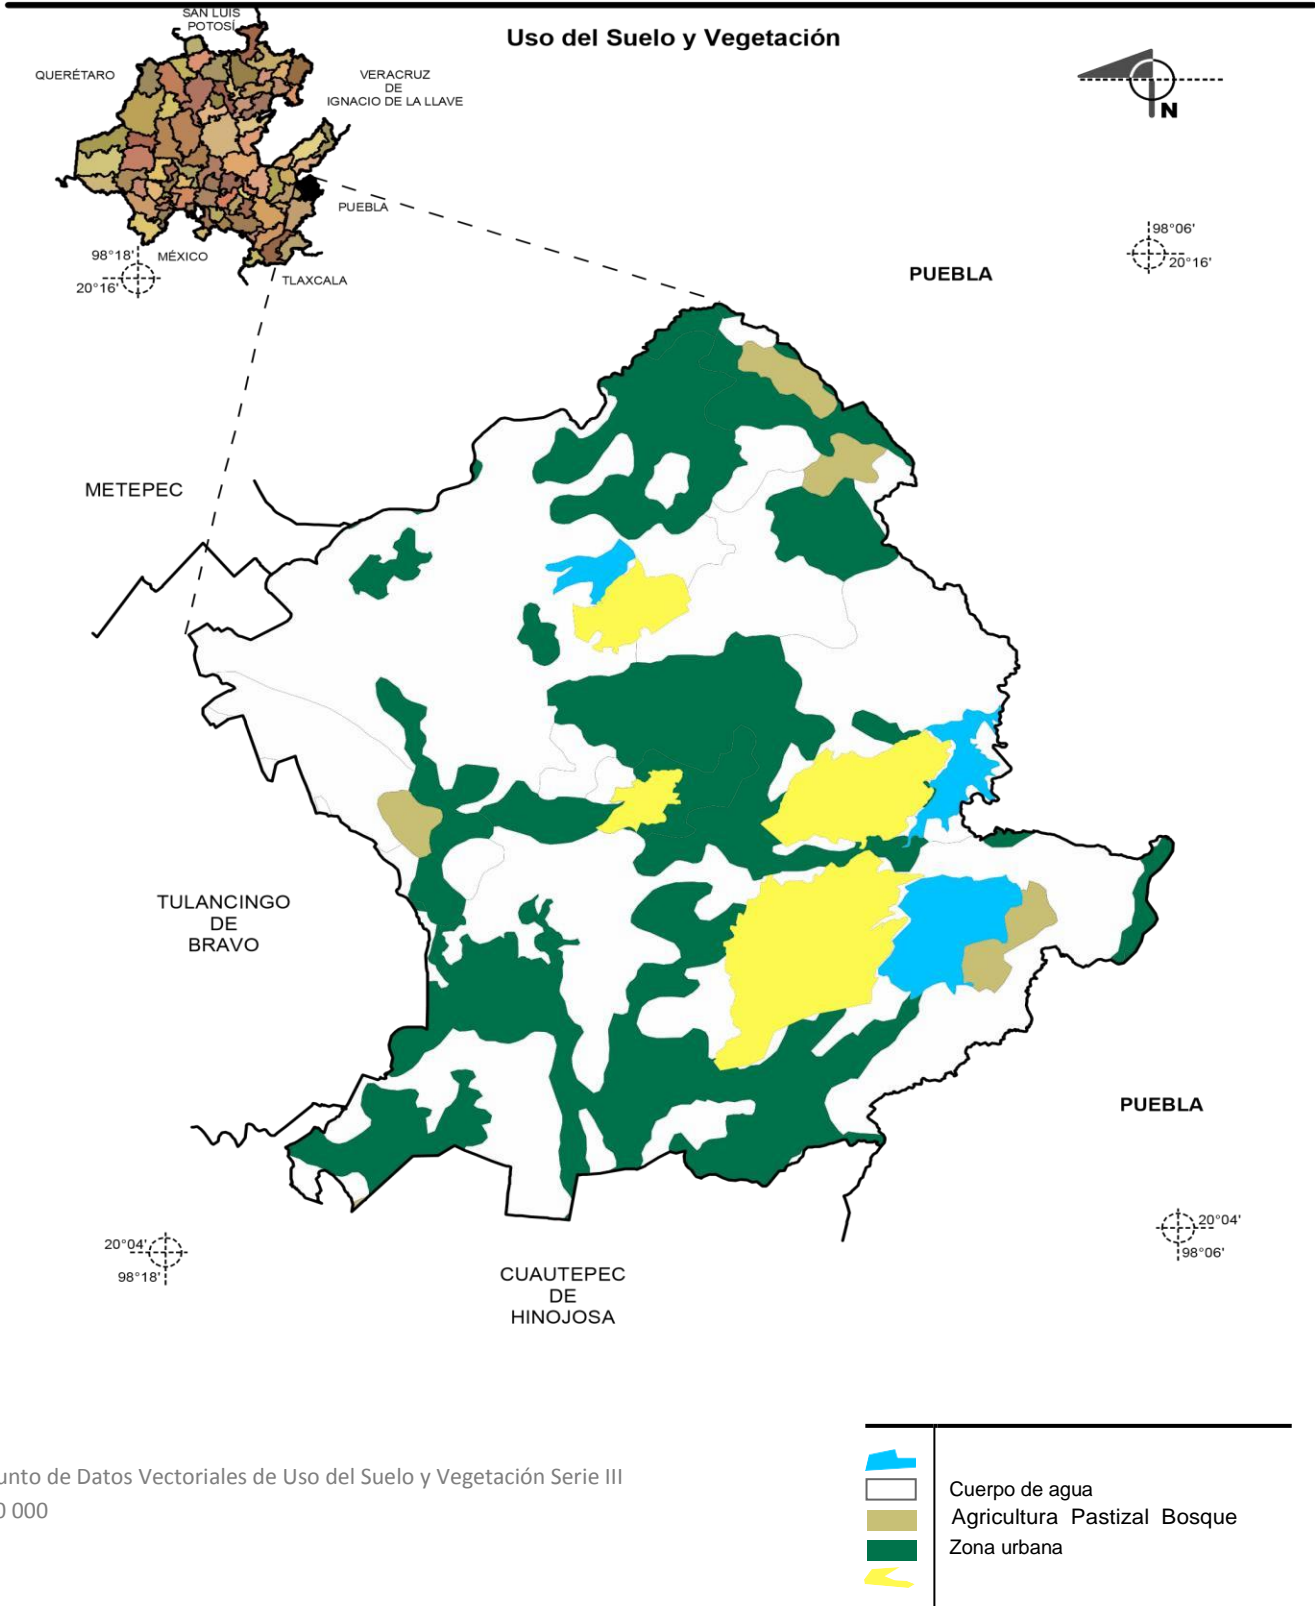 SAN LUIS
POTOSÍ
Uso del Suelo y Vegetación
QUERÉTARO
VERACRUZ
DE
IGNACIO DE LA LLAVE
N
PUEBLA
98°18'
MÉXICO
20°16'
TLAXCALA
98°06'
20°16'
PUEBLA
METEPEC
TULANCINGO
DE
BRAVO
PUEBLA
20°04'
98°18'
20°04'
98°06'
CUAUTEPEC
DE
HINOJOSA
unto de Datos Vectoriales de Uso del Suelo y Vegetación Serie III
0 000
Cuerpo de agua
Agricultura Pastizal Bosque
Zona urbana